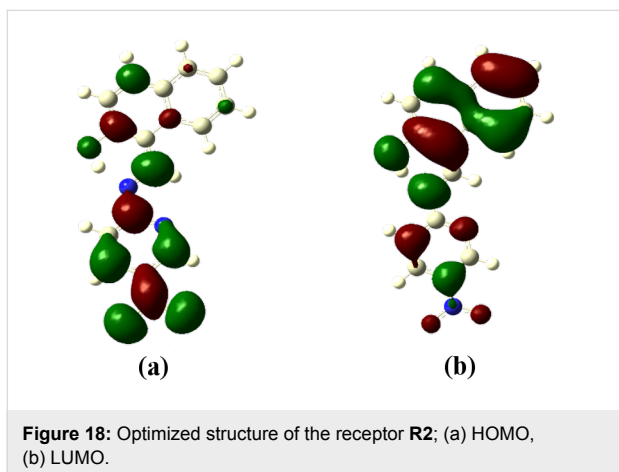 (a)
(b)
Figure 18: Optimized structure of the receptor R2; (a) HOMO,
(b) LUMO.